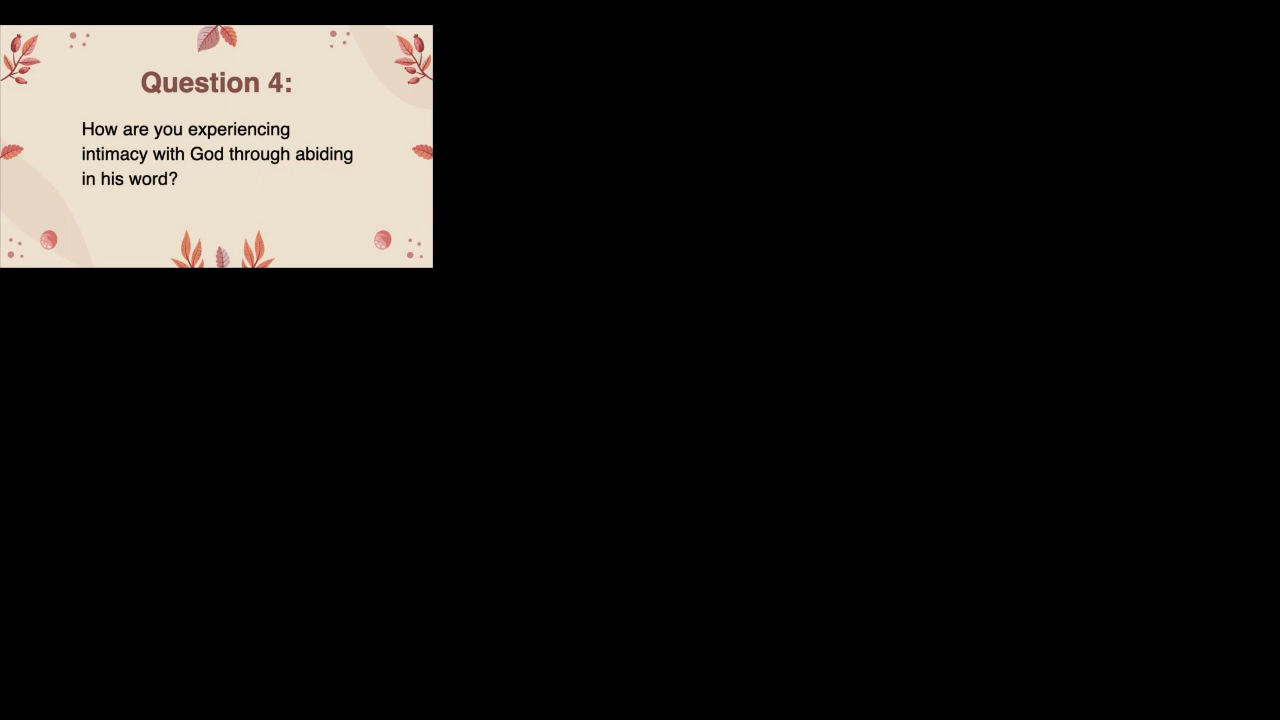 Question 4:
How are you experiencing
intimacy with God through abiding
in his word?